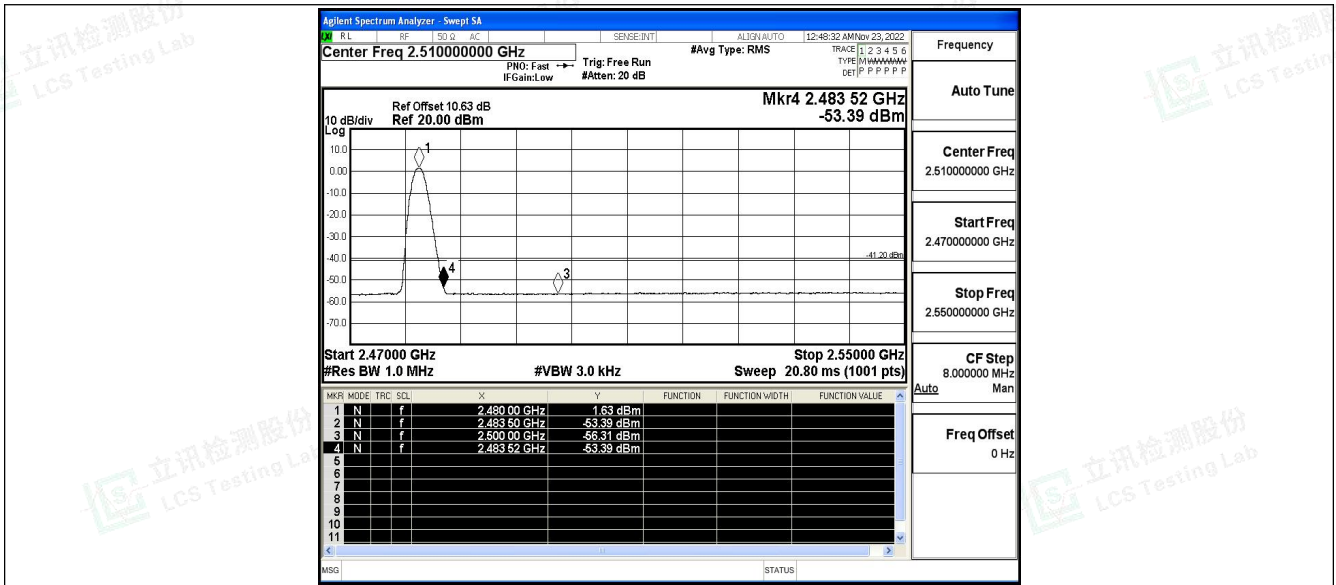 Agilent Spectrum Analyzer - Swept SA
LXI RL RF 50 Ω AC SENSE:INT ALIGN AUTO 12:48:32 AM Nov 23, 2022
Center Freq 2.510000000 GHz
PNO: Fast
IFGain:Low
Trig: Free Run
#Atten: 20 dB
#Avg Type: RMS
TRACE 1 2 3 4 5 6
TYPE M W W W W W
DET P P P P P P
Ref Offset 10.63 dB
10 dB/div Ref 20.00 dBm
Log
Mkr4 2.483 52 GHz
-53.39 dBm
10.0
0.00
-10.0
-20.0
-30.0
-40.0
-50.0
-60.0
-70.0
1
4
3
-41.20 dBm
Start 2.47000 GHz Stop 2.55000 GHz
#Res BW 1.0 MHz #VBW 3.0 kHz Sweep 20.80 ms (1001 pts)
MKR MODE TRC SCL X Y FUNCTION FUNCTION WIDTH FUNCTION VALUE
1 N f 2.480 00 GHz 1.63 dBm
2 N f 2.483 50 GHz -53.39 dBm
3 N f 2.500 00 GHz -56.31 dBm
4 N f 2.483 52 GHz -53.39 dBm
5
6
7
8
9
10
11
MSG STATUS
Frequency
Auto Tune
Center Freq
2.510000000 GHz
Start Freq
2.470000000 GHz
Stop Freq
2.550000000 GHz
CF Step
8.000000 MHz
Auto Man
Freq Offset
0 Hz
立讯检测股份
LCS Testing Lab
立讯检测
LCS Testin
立讯检测股份
LCS Testing Lab
立讯检测股份
LCS Testing Lab